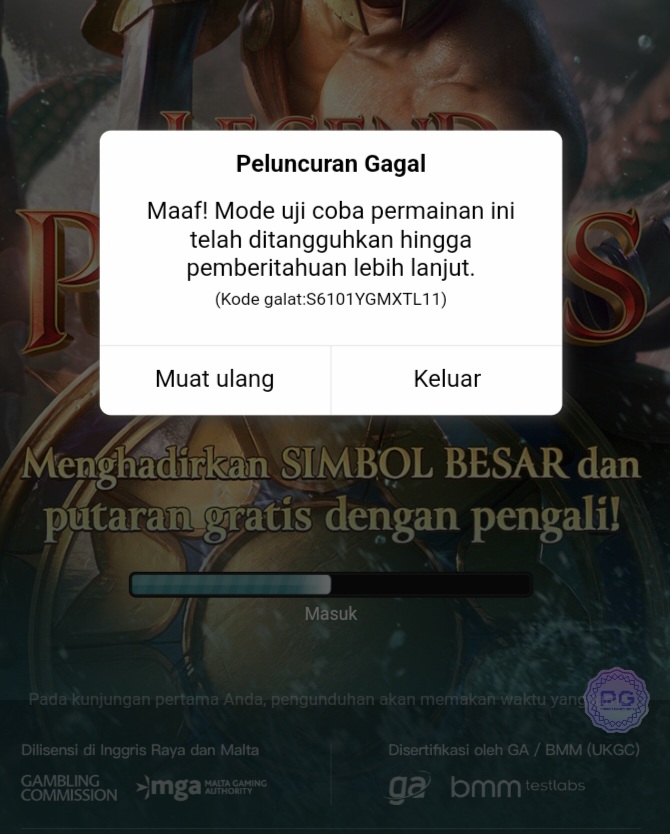 LEGEND
Peluncuran Gagal
Maaf! Mode uji coba permainan ini
telah ditangguhkan hingga
pemberitahuan lebih lanjut.
(Kode galat:S6101YGMXTL11)
Muat ulang
Keluar
Menghadirkan SIMBOL BESAR dan
putaran gratis dengan pengali!
Masuk
Pada kunjungan pertama Anda, pengunduhan akan memakan waktu yang
PG
Dilisensi di Inggris Raya dan Malta
Disertifikasi oleh GA / BMM (UKGC)
GAMBLING
COMMISSION
mga MALTA GAMING
AUTHORITY
ga
bmm testlabs